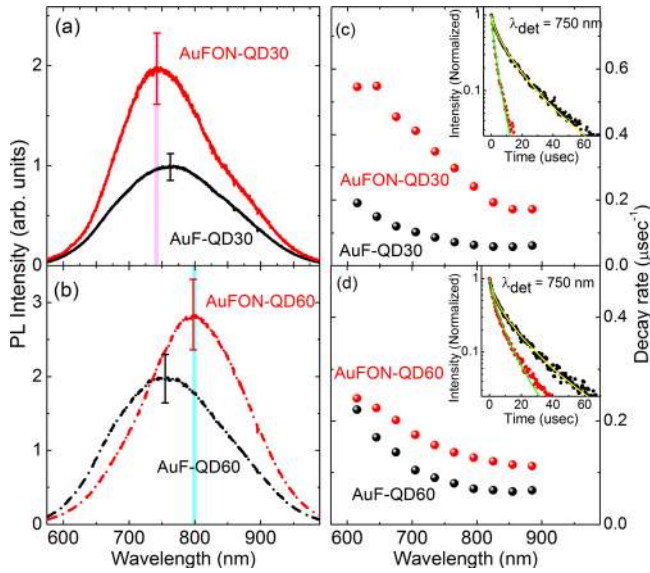 (a)
AuFON-QD30
AuF-QD30
2
1
0
PL Intensity (arb. units)
(b)
AuFON-QD60
AuF-QD60
3
2
1
0
600 700 800 900
Wavelength (nm)
(c)
AuFON-QD30
AuF-QD30
λdet = 750 nm
Intensity (Normalized)
1
0.1
0 20 40 60
Time (usec)
0.6
0.4
0.2
0.0
Decay rate (μsec⁻¹)
(d)
AuFON-QD60
AuF-QD60
λdet = 750 nm
Intensity (Normalized)
1
0.1
0 20 40 60
Time (usec)
0.4
0.2
0.0
600 700 800 900
Wavelength (nm)